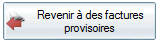 Revenir à des factures
provisoires